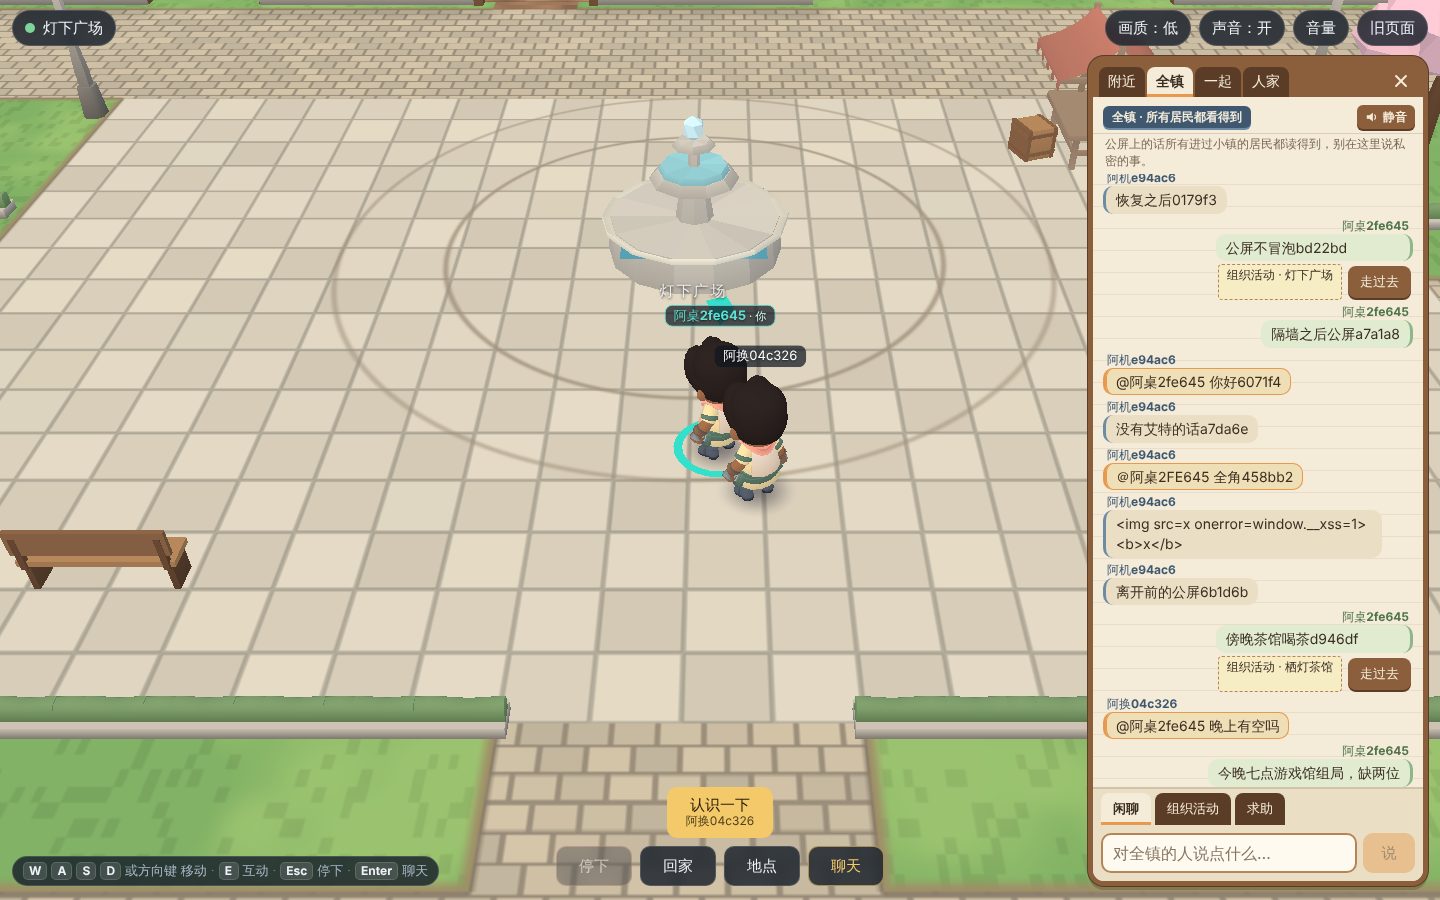 灯下广场
画质：低
声音：开
音量
旧页面
附近
全镇
一起
人家
全镇 · 所有居民都看得到
静音
公屏上的话所有进过小镇的居民都读得到，别在这里说私
密的事。
阿机e94ac6
恢复之后0179f3
阿桌2fe645
公屏不冒泡bd22bd
组织活动 · 灯下广场
走过去
阿桌2fe645
隔墙之后公屏a7a1a8
阿机e94ac6
@阿桌2fe645 你好6071f4
阿机e94ac6
没有艾特的话a7da6e
阿机e94ac6
＠阿桌2FE645 全角458bb2
阿机e94ac6
<img src=x onerror=window.__xss=1>
<b>x</b>
阿机e94ac6
离开前的公屏6b1d6b
阿桌2fe645
傍晚茶馆喝茶d946df
组织活动 · 栖灯茶馆
走过去
阿换04c326
@阿桌2fe645 晚上有空吗
阿桌2fe645
今晚七点游戏馆组局，缺两位
闲聊
组织活动
求助
对全镇的人说点什么...
说
灯下广场
阿桌2fe645 · 你
阿换04c326
认识一下
阿换04c326
停下
回家
地点
聊天
W A S D 或方向键 移动 · E 互动 · Esc 停下 · Enter 聊天